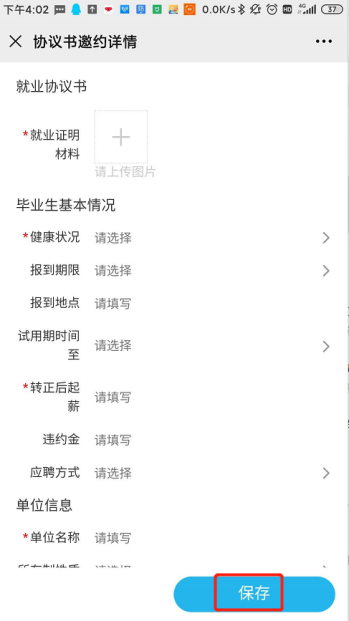 下午4:02 0.0K/s 4G 37
协议书邀约详情
就业协议书
*就业证明材料
请上传图片
毕业生基本情况
*健康状况 请选择
报到期限 请选择
报到地点 请填写
试用期时间至 请选择
*转正后起薪 请填写
违约金 请填写
应聘方式 请选择
单位信息
*单位名称 请填写
保存